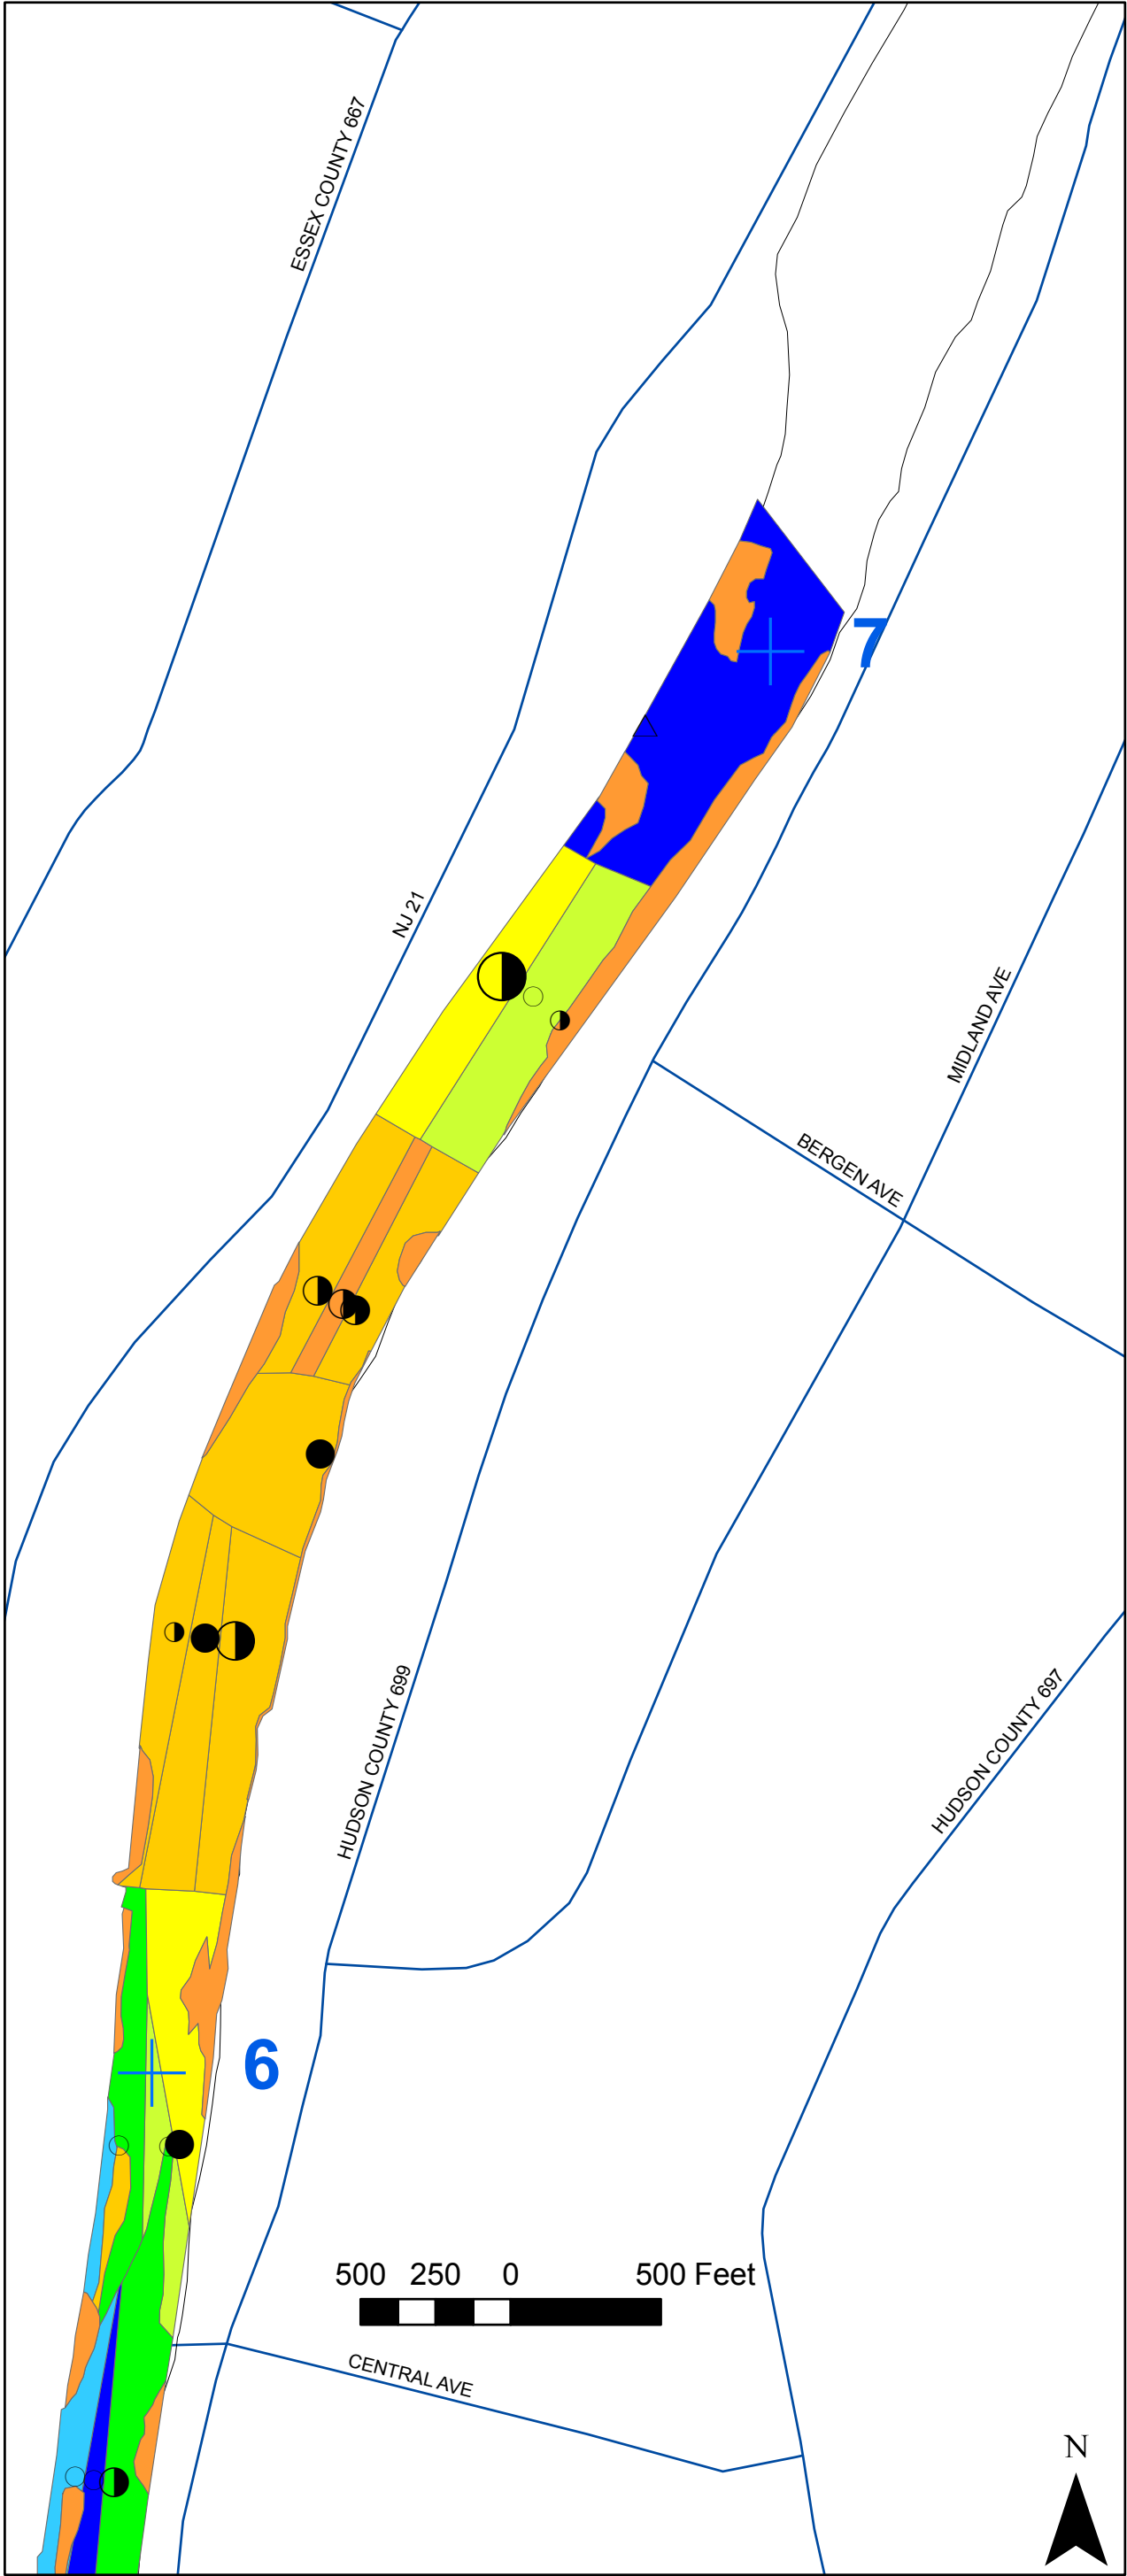 ESSEX COUNTY 667
7
NJ 21
MIDLAND AVE
BERGEN AVE
HUDSON COUNTY 699
HUDSON COUNTY 697
6
500 250 0 500 Feet
CENTRAL AVE
N